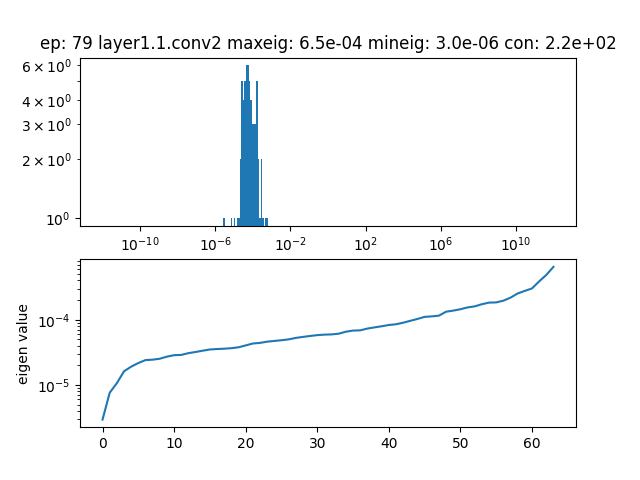 ep: 79 layer1.1.conv2 maxeig: 6.5e-04 mineig: 3.0e-06 con: 2.2e+02
6 × 10⁰
4 × 10⁰
3 × 10⁰
2 × 10⁰
10⁰
10⁻¹⁰ 10⁻⁶ 10⁻² 10² 10⁶ 10¹⁰
eigen value
10⁻⁴
10⁻⁵
0 10 20 30 40 50 60